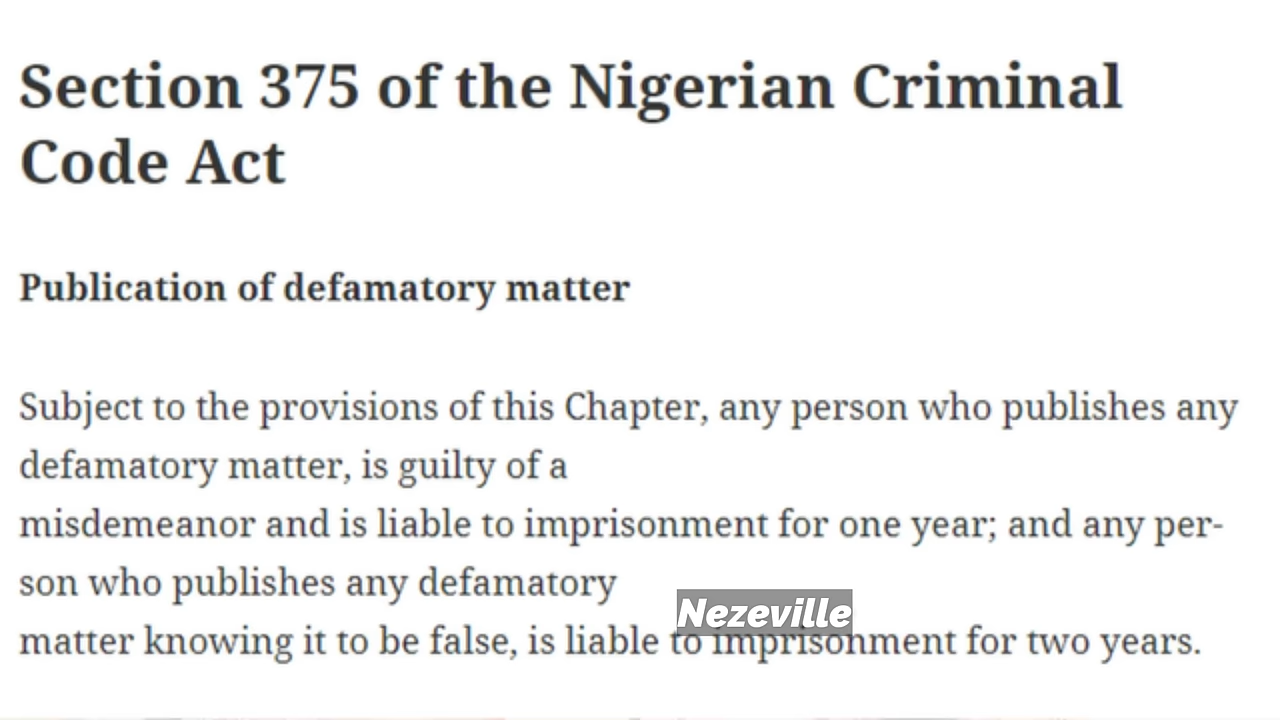 Section 375 of the Nigerian Criminal
Code Act
Publication of defamatory matter
Subject to the provisions of this Chapter, any person who publishes any
defamatory matter, is guilty of a
misdemeanor and is liable to imprisonment for one year; and any per-
son who publishes any defamatory
Nezeville
matter knowing it to be false, is liable to imprisonment for two years.